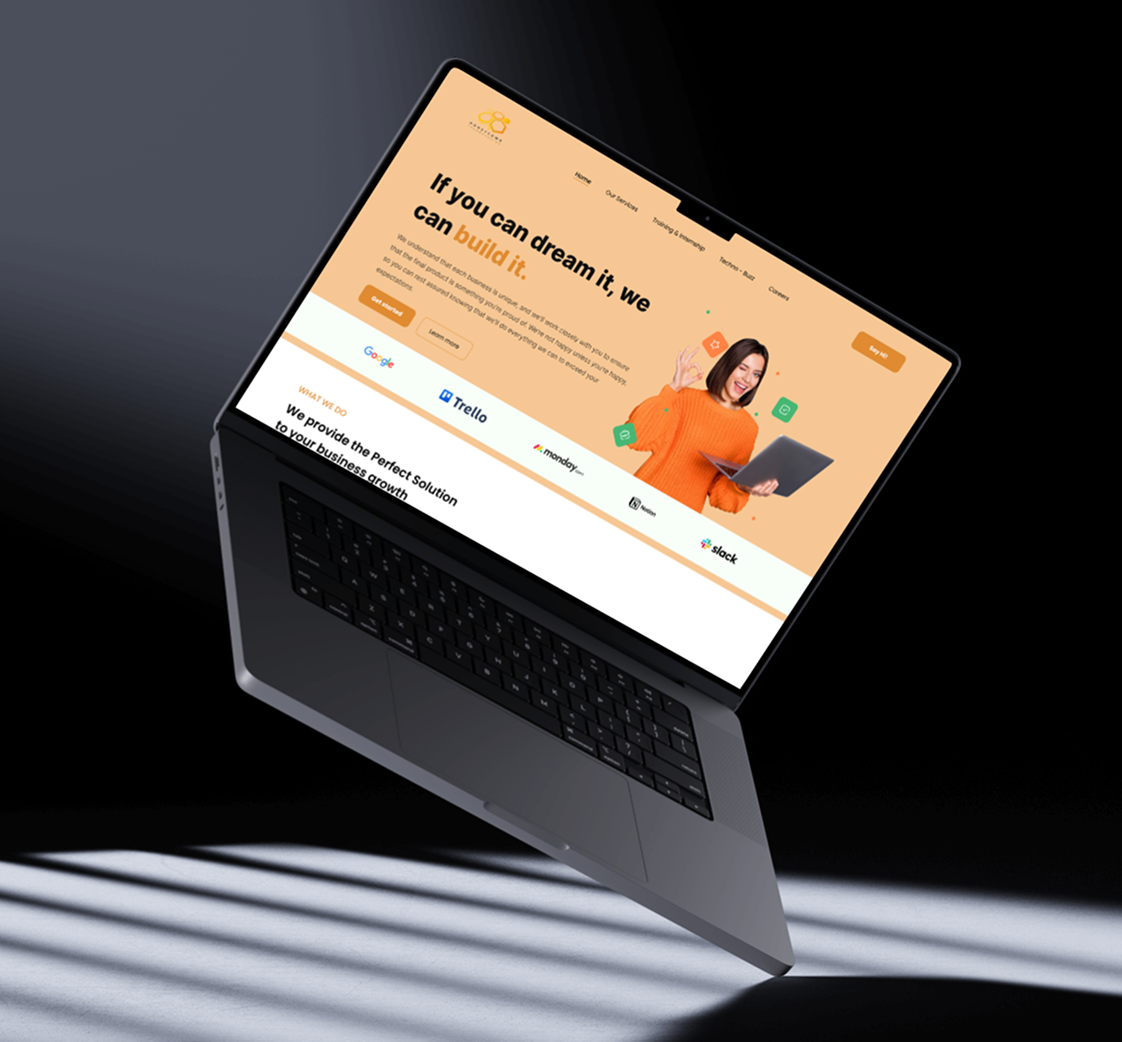 Home
Our Services
Training & Internship
Techno - Buzz
Careers
Say Hi!
If you can dream it, we
can build it.
We understand that each business is unique, and we'll work closely with you to ensure
that the final product is something you're proud of. We're not happy unless you're happy,
so you can rest assured knowing that we'll do everything we can to exceed your
expectations.
Get started
Learn more
Google
Trello
monday.com
Notion
slack
WHAT WE DO
We provide the Perfect Solution
to your business growth